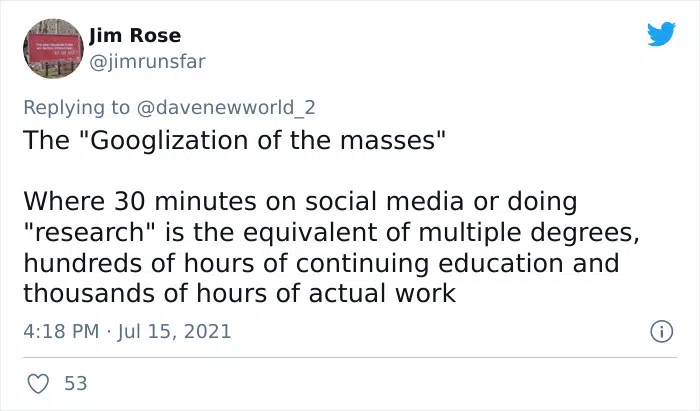 Jim Rose
@jimrunsfar
Replying to @davenewworld_2
The "Googlization of the masses"
Where 30 minutes on social media or doing
"research" is the equivalent of multiple degrees,
hundreds of hours of continuing education and
thousands of hours of actual work
4:18 PM · Jul 15, 2021
53